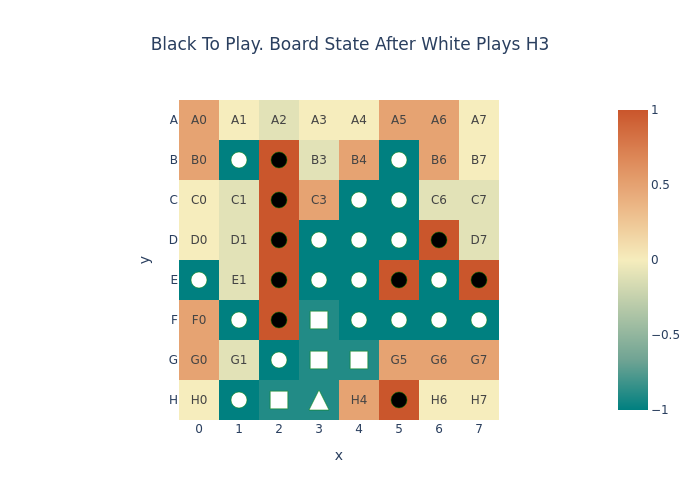 Black To Play. Board State After White Plays H3
A A0 A1 A2 A3 A4 A5 A6 A7
B B0 B3 B4 B6 B7
C C0 C1 C3 C6 C7
D D0 D1 D7
y
E E1
F F0
G G0 G1 G5 G6 G7
H H0 H4 H6 H7
0 1 2 3 4 5 6 7
x
1
0.5
0
−0.5
−1